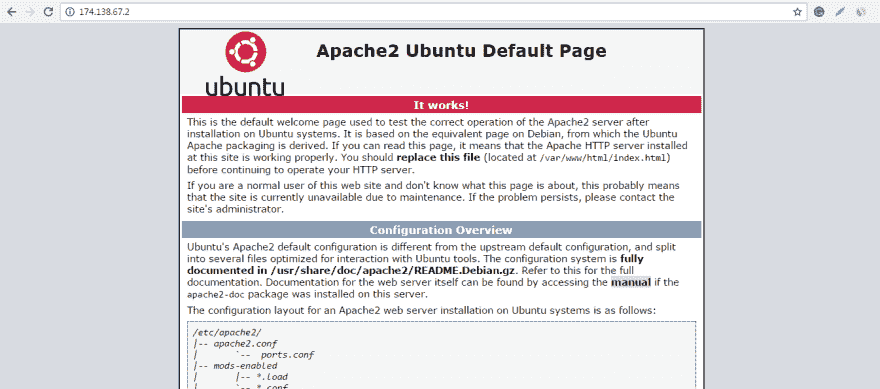 174.138.67.2
Apache2 Ubuntu Default Page
ubuntu
It works!
This is the default welcome page used to test the correct operation of the Apache2 server after
installation on Ubuntu systems. It is based on the equivalent page on Debian, from which the Ubuntu
Apache packaging is derived. If you can read this page, it means that the Apache HTTP server installed
at this site is working properly. You should replace this file (located at /var/www/html/index.html)
before continuing to operate your HTTP server.
If you are a normal user of this web site and don't know what this page is about, this probably means
that the site is currently unavailable due to maintenance. If the problem persists, please contact the
site's administrator.
Configuration Overview
Ubuntu's Apache2 default configuration is different from the upstream default configuration, and split
into several files optimized for interaction with Ubuntu tools. The configuration system is fully
documented in /usr/share/doc/apache2/README.Debian.gz. Refer to this for the full
documentation. Documentation for the web server itself can be found by accessing the manual if the
apache2-doc package was installed on this server.
The configuration layout for an Apache2 web server installation on Ubuntu systems is as follows:
/etc/apache2/
|-- apache2.conf
|       `--  ports.conf
|-- mods-enabled
|       |-- *.load
|       `-- *.conf